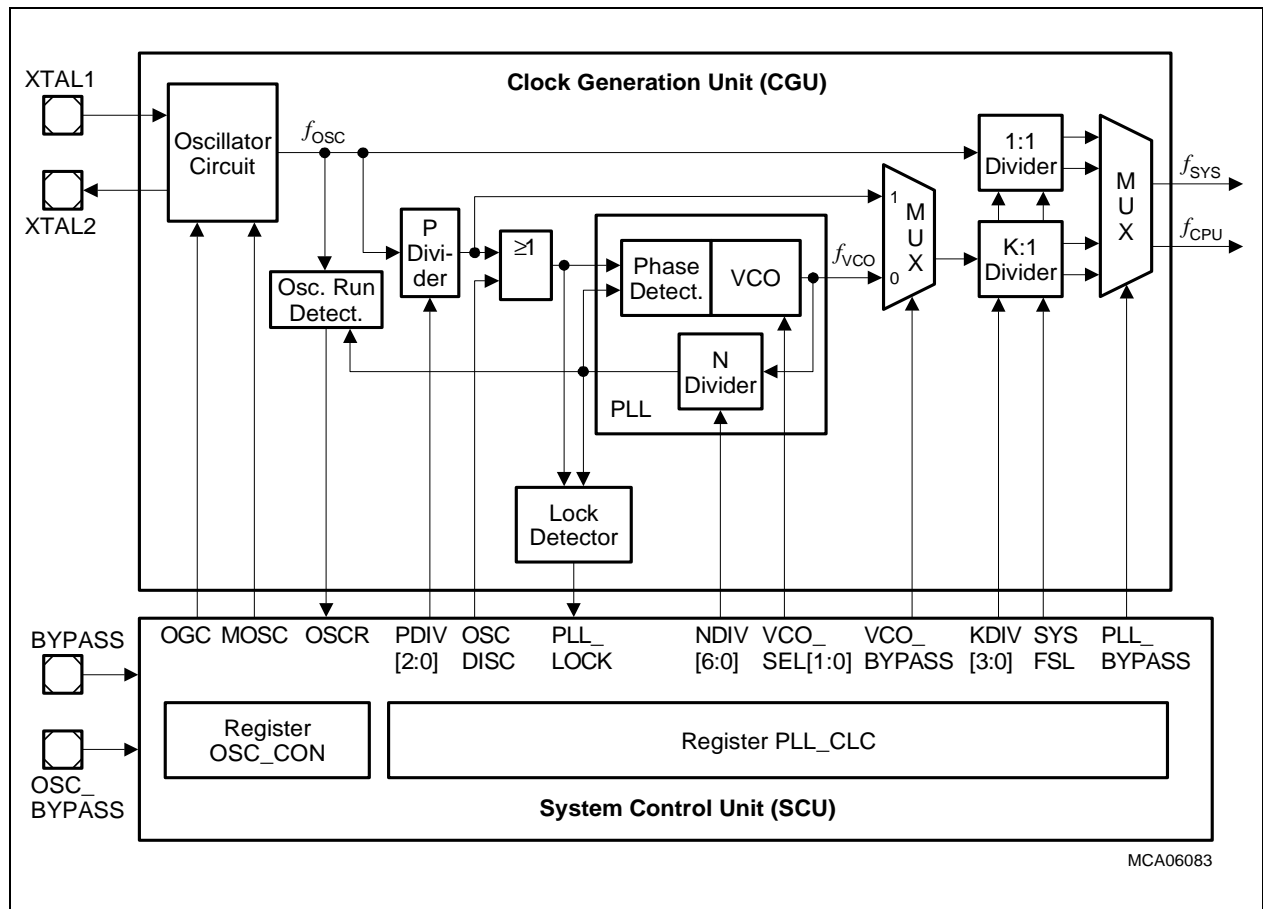 Clock Generation Unit (CGU)
XTAL1
XTAL2
Oscillator
Circuit
fOSC
Osc. Run
Detect.
P
Divi-
der
≥1
Phase
Detect.
VCO
N
Divider
PLL
fVCO
1
0
M
U
X
1:1
Divider
K:1
Divider
M
U
X
fSYS
fCPU
Lock
Detector
BYPASS
OSC_
BYPASS
OGC
MOSC
OSCR
PDIV
[2:0]
OSC
DISC
PLL_
LOCK
NDIV
[6:0]
VCO_
SEL[1:0]
VCO_
BYPASS
KDIV
[3:0]
SYS
FSL
PLL_
BYPASS
Register
OSC_CON
Register PLL_CLC
System Control Unit (SCU)
MCA06083